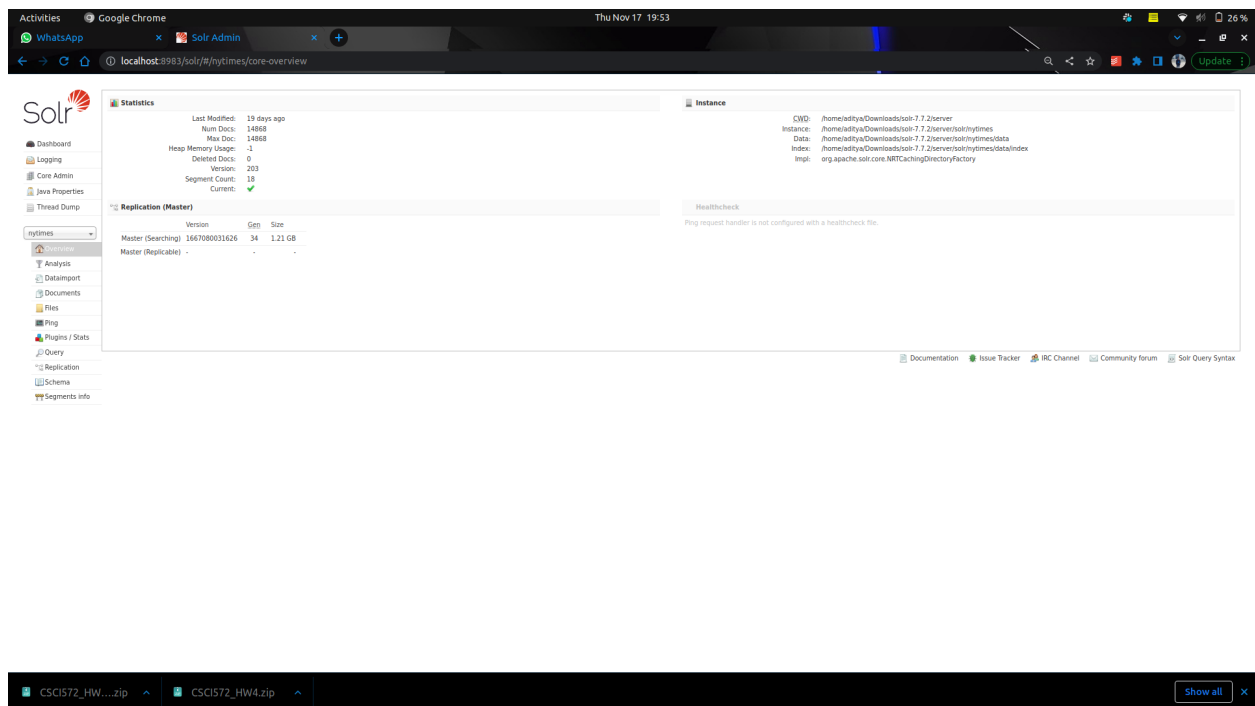 Activities Google Chrome Thu Nov 17 19:53 26 %
WhatsApp × Solr Admin × +
localhost:8983/solr/#/nytimes/core-overview Update
Solr
Dashboard
Logging
Core Admin
Java Properties
Thread Dump
nytimes
Overview
Analysis
Dataimport
Documents
Files
Ping
Plugins / Stats
Query
Replication
Schema
Segments info
Statistics
Last Modified: 19 days ago
Num Docs: 14868
Max Doc: 14868
Heap Memory Usage: -1
Deleted Docs: 0
Version: 203
Segment Count: 18
Current:
Replication (Master)
Version Gen Size
Master (Searching) 1667080031626 34 1.21 GB
Master (Replicable) - - -
Instance
CWD: /home/aditya/Downloads/solr-7.7.2/server
Instance: /home/aditya/Downloads/solr-7.7.2/server/solr/nytimes
Data: /home/aditya/Downloads/solr-7.7.2/server/solr/nytimes/data
Index: /home/aditya/Downloads/solr-7.7.2/server/solr/nytimes/data/index
Impl: org.apache.solr.core.NRTCachingDirectoryFactory
Healthcheck
Ping request handler is not configured with a healthcheck file.
Documentation Issue Tracker IRC Channel Community forum Solr Query Syntax
CSCI572_HW....zip CSCI572_HW4.zip Show all ×